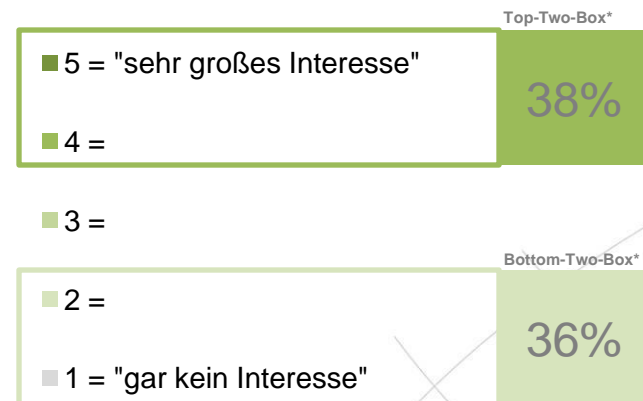 Top-Two-Box*
5 = "sehr großes Interesse"
38%
4 =
3 =
Bottom-Two-Box*
2 =
36%
1 = "gar kein Interesse"